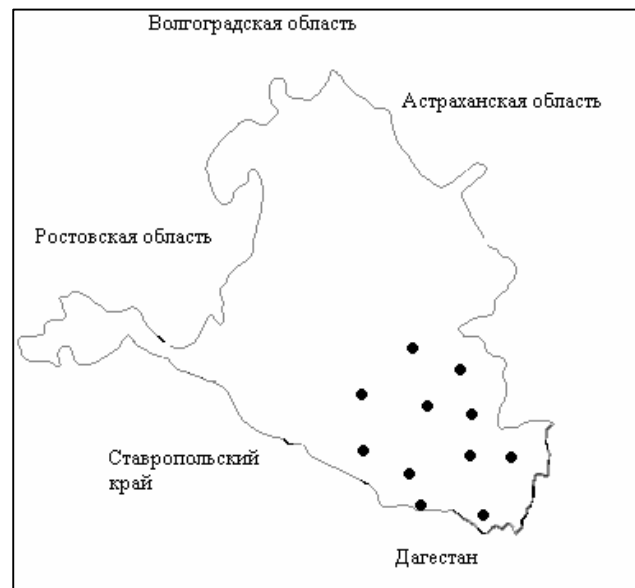 Волгоградская область
Астраханская область
Ростовская область
Ставропольский
край
Дагестан